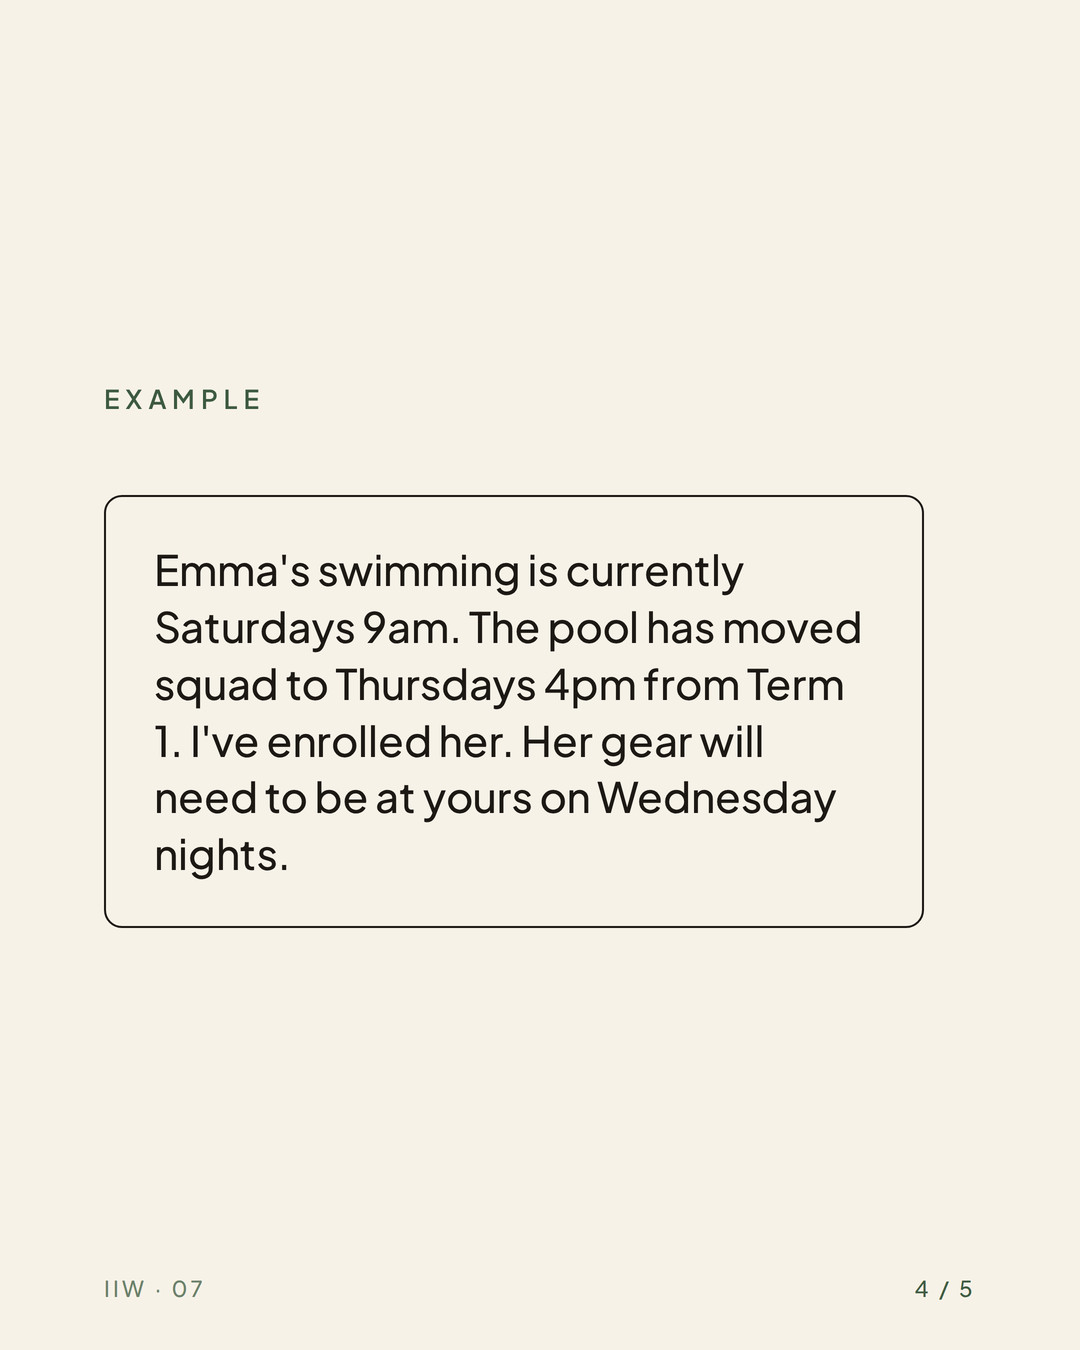 EXAMPLE
Emma's swimming is currently
Saturdays 9am. The pool has moved
squad to Thursdays 4pm from Term
1. I've enrolled her. Her gear will
need to be at yours on Wednesday
nights.
IIW · 07
4 / 5